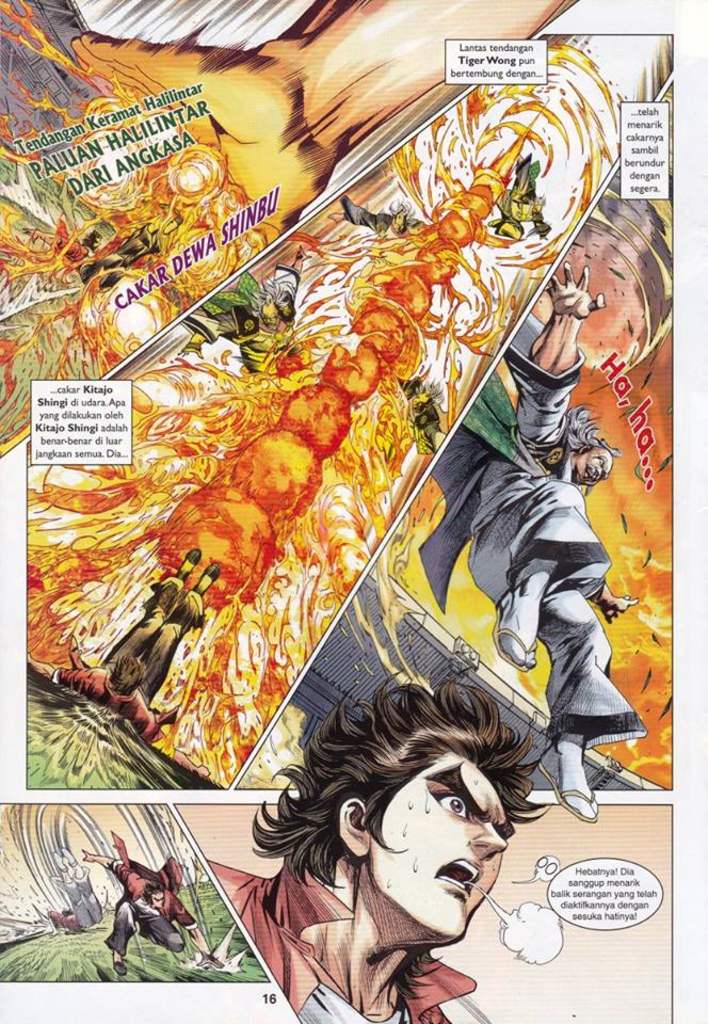 Lantas tendangan
Tiger Wong pun
bertembung dengan...
Tendangan Keramat Halilintar
PALUAN HALILINTAR
DARI ANGKASA
CAKAR DEWA SHINBU
...cakar Kitajo
Shingi di udara. Apa
yang dilakukan oleh
Kitajo Shingi adalah
benar-benar di luar
jangkaan semua. Dia...
...telah
menarik
cakarnya
sambil
berundur
dengan
segera.
Ha, ha...
Hebatnya! Dia
sanggup menarik
balik serangan yang telah
diaktifkannya dengan
sesuka hatinya!
16